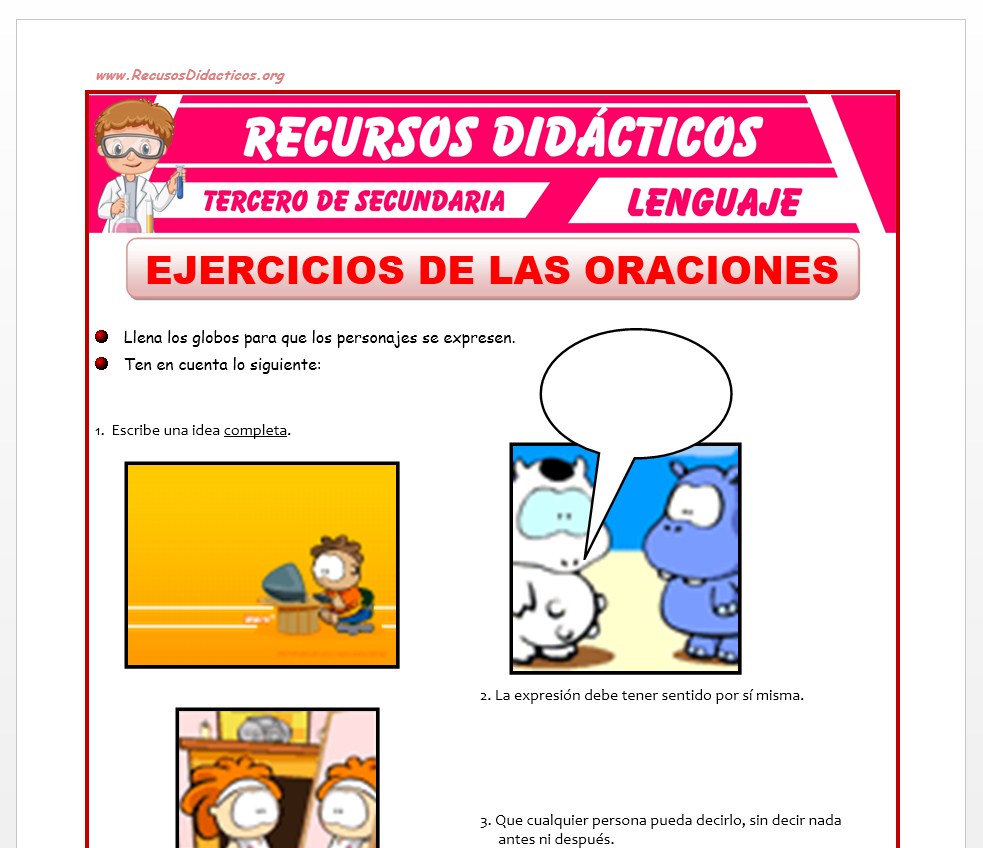 www.RecusosDidacticos.org
RECURSOS DIDÁCTICOS
TERCERO DE SECUNDARIA
LENGUAJE
EJERCICIOS DE LAS ORACIONES
Llena los globos para que los personajes se expresen.
Ten en cuenta lo siguiente:
1. Escribe una idea completa.
2. La expresión debe tener sentido por sí misma.
3. Que cualquier persona pueda decirlo, sin decir nada
antes ni después.